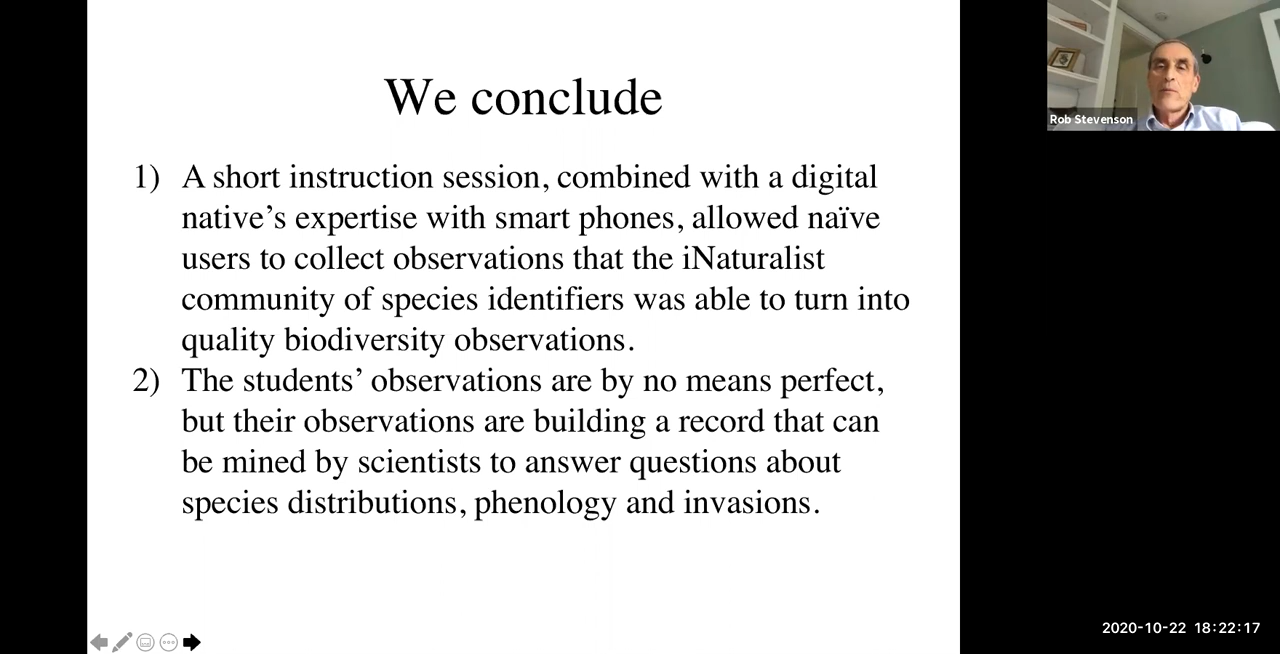 We conclude
1) A short instruction session, combined with a digital
native’s expertise with smart phones, allowed naïve
users to collect observations that the iNaturalist
community of species identifiers was able to turn into
quality biodiversity observations.
2) The students’ observations are by no means perfect,
but their observations are building a record that can
be mined by scientists to answer questions about
species distributions, phenology and invasions.
Rob Stevenson
2020-10-22 18:22:17